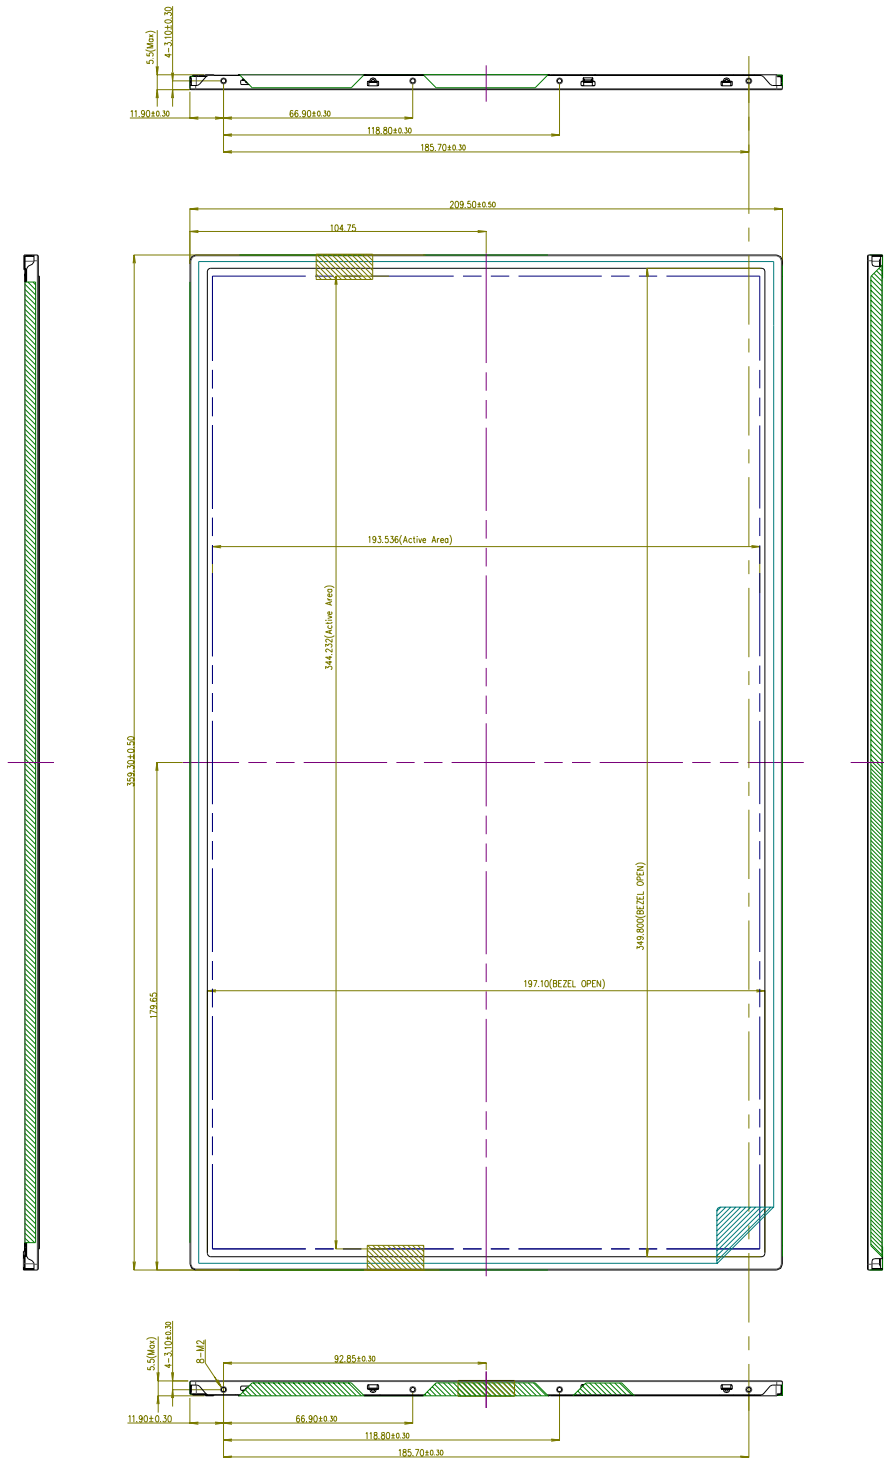 5.5(Max)
4-3.10±0.30
11.90±0.30
66.90±0.30
118.80±0.30
185.70±0.30
209.50±0.50
104.75
193.536(Active Area)
344.232(Active Area)
359.30±0.50
349.800(BEZEL OPEN)
197.10(BEZEL OPEN)
179.65
5.5(Max)
4-3.10±0.30
8-M2
92.85±0.30
11.90±0.30
66.90±0.30
118.80±0.30
185.70±0.30